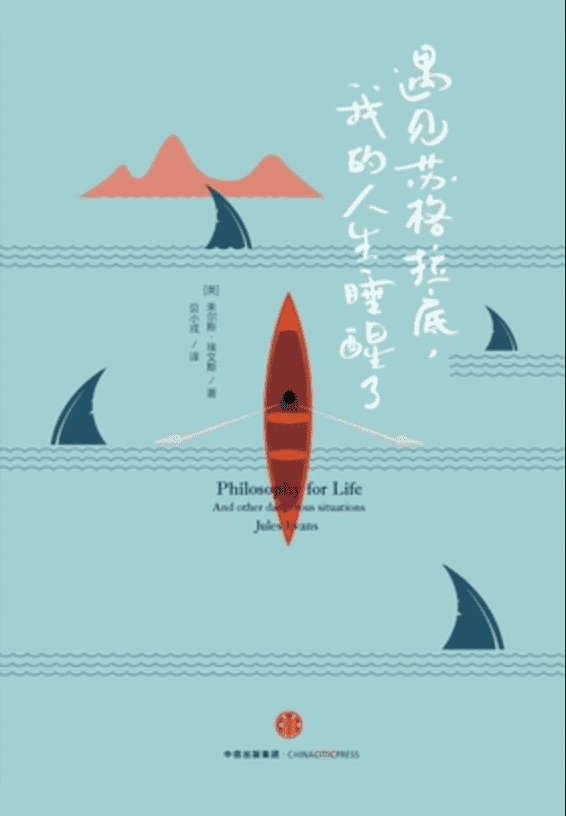 遇见苏格拉底，
我的人生睡醒了
[英] 朱尔斯·埃文斯／著
贝小戎／译
Philosophy for Life
And other dangerous situations
Jules Evans
中信出版集团·CHINACITICPRESS